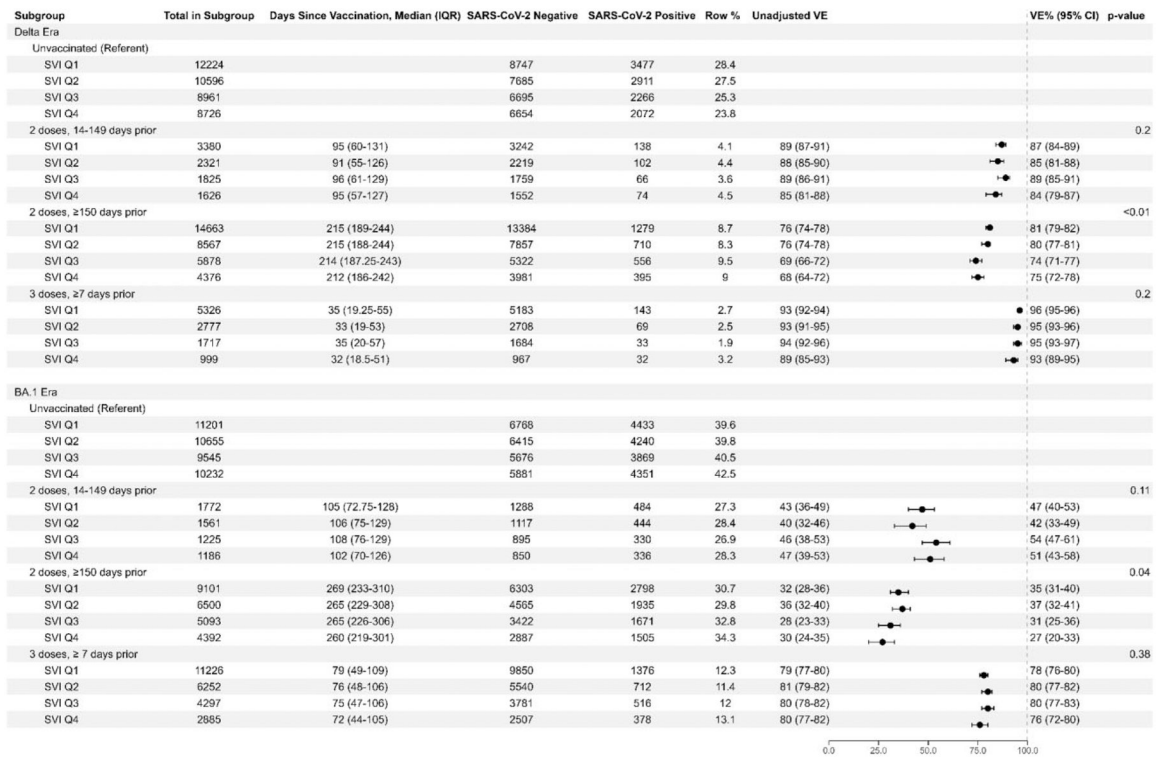 Subgroup Total in Subgroup Days Since Vaccination, Median (IQR) SARS-CoV-2 Negative SARS-CoV-2 Positive Row % Unadjusted VE VE% (95% CI) p-value
Delta Era
Unvaccinated (Referent)
SVI Q1 12224 8747 3477 28.4
SVI Q2 10596 7685 2911 27.5
SVI Q3 8961 6695 2266 25.3
SVI Q4 8726 6654 2072 23.8
2 doses, 14-149 days prior 0.2
SVI Q1 3380 95 (60-131) 3242 138 4.1 89 (87-91) 87 (84-89)
SVI Q2 2321 91 (55-126) 2219 102 4.4 88 (85-90) 85 (81-88)
SVI Q3 1825 96 (61-129) 1759 66 3.6 89 (86-91) 89 (85-91)
SVI Q4 1626 95 (57-127) 1552 74 4.5 85 (81-88) 84 (79-87)
2 doses, ≥150 days prior <0.01
SVI Q1 14663 215 (189-244) 13384 1279 8.7 76 (74-78) 81 (79-82)
SVI Q2 8567 215 (188-244) 7857 710 8.3 76 (74-78) 80 (77-81)
SVI Q3 5878 214 (187.25-243) 5322 556 9.5 69 (66-72) 74 (71-77)
SVI Q4 4376 212 (186-242) 3981 395 9 68 (64-72) 75 (72-78)
3 doses, ≥7 days prior 0.2
SVI Q1 5326 35 (19.25-55) 5183 143 2.7 93 (92-94) 96 (95-96)
SVI Q2 2777 33 (19-53) 2708 69 2.5 93 (91-95) 95 (93-96)
SVI Q3 1717 35 (20-57) 1684 33 1.9 94 (92-96) 95 (93-97)
SVI Q4 999 32 (18.5-51) 967 32 3.2 89 (85-93) 93 (89-95)
BA.1 Era
Unvaccinated (Referent)
SVI Q1 11201 6768 4433 39.6
SVI Q2 10655 6415 4240 39.8
SVI Q3 9545 5676 3869 40.5
SVI Q4 10232 5881 4351 42.5
2 doses, 14-149 days prior 0.11
SVI Q1 1772 105 (72.75-128) 1288 484 27.3 43 (36-49) 47 (40-53)
SVI Q2 1561 106 (75-129) 1117 444 28.4 40 (32-46) 42 (33-49)
SVI Q3 1225 108 (76-129) 895 330 26.9 46 (38-53) 54 (47-61)
SVI Q4 1186 102 (70-126) 850 336 28.3 47 (39-53) 51 (43-58)
2 doses, ≥150 days prior 0.04
SVI Q1 9101 269 (233-310) 6303 2798 30.7 32 (28-36) 35 (31-40)
SVI Q2 6500 265 (229-308) 4565 1935 29.8 36 (32-40) 37 (32-41)
SVI Q3 5093 265 (226-306) 3422 1671 32.8 28 (23-33) 31 (25-36)
SVI Q4 4392 260 (219-301) 2887 1505 34.3 30 (24-35) 27 (20-33)
3 doses, ≥ 7 days prior 0.38
SVI Q1 11226 79 (49-109) 9850 1376 12.3 79 (77-80) 78 (76-80)
SVI Q2 6252 76 (48-106) 5540 712 11.4 81 (79-82) 80 (77-82)
SVI Q3 4297 75 (47-106) 3781 516 12 80 (78-82) 80 (77-83)
SVI Q4 2885 72 (44-105) 2507 378 13.1 80 (77-82) 76 (72-80)
0.0 25.0 50.0 75.0 100.0